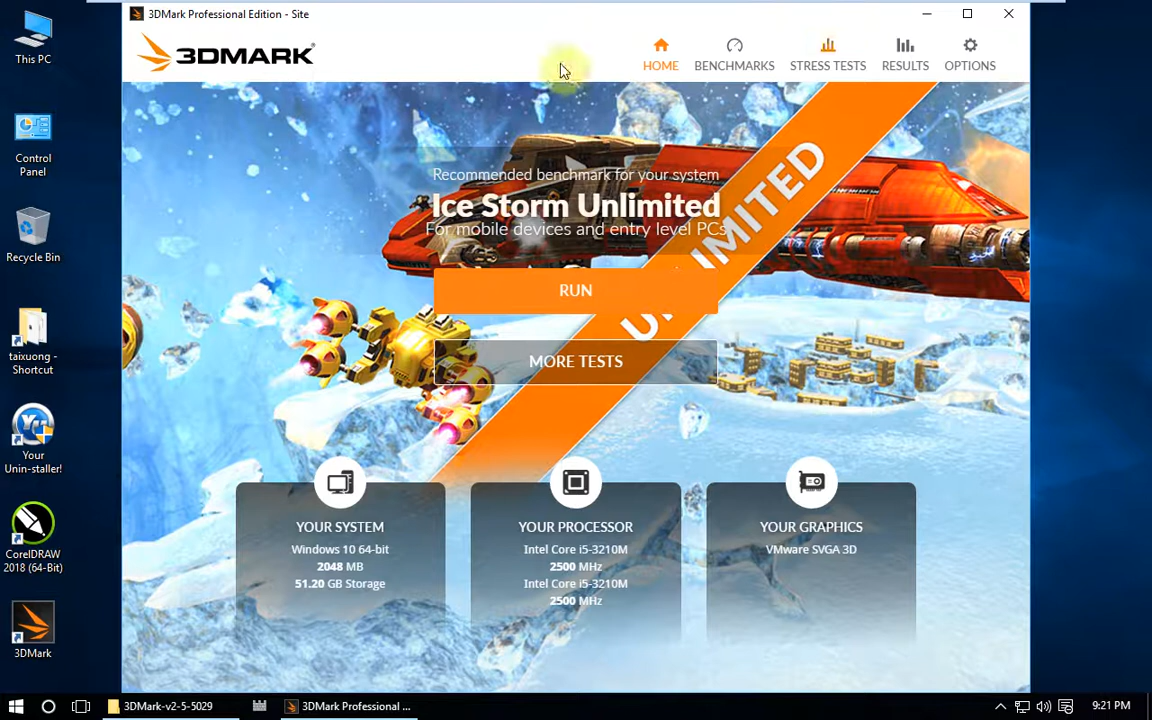 This PC
Control
Panel
Recycle Bin
taixuong -
Shortcut
Your
Unin-staller!
CorelDRAW
2018 (64-Bit)
3DMark
3DMark Professional Edition - Site
3DMARK®
HOME
BENCHMARKS
STRESS TESTS
RESULTS
OPTIONS
UNLIMITED
Recommended benchmark for your system
Ice Storm Unlimited
For mobile devices and entry level PCs
RUN
MORE TESTS
YOUR SYSTEM
Windows 10 64-bit
2048 MB
51.20 GB Storage
YOUR PROCESSOR
Intel Core i5-3210M
2500 MHz
Intel Core i5-3210M
2500 MHz
YOUR GRAPHICS
VMware SVGA 3D
3DMark-v2-5-5029
3DMark Professional ...
9:21 PM